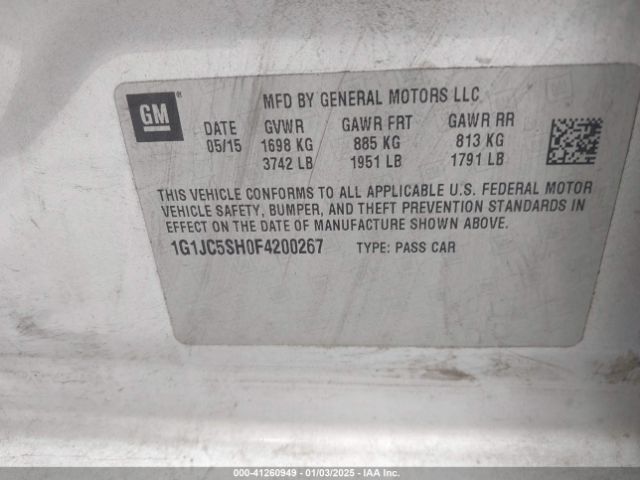 GM®
MFD BY GENERAL MOTORS LLC
DATE GVWR GAWR FRT GAWR RR
05/15 1698 KG 885 KG 813 KG
3742 LB 1951 LB 1791 LB
THIS VEHICLE CONFORMS TO ALL APPLICABLE U.S. FEDERAL MOTOR
VEHICLE SAFETY, BUMPER, AND THEFT PREVENTION STANDARDS IN
EFFECT ON THE DATE OF MANUFACTURE SHOWN ABOVE.
1G1JC5SH0F4200267 TYPE: PASS CAR
000-41260949 - 01/03/2025 - IAA Inc.